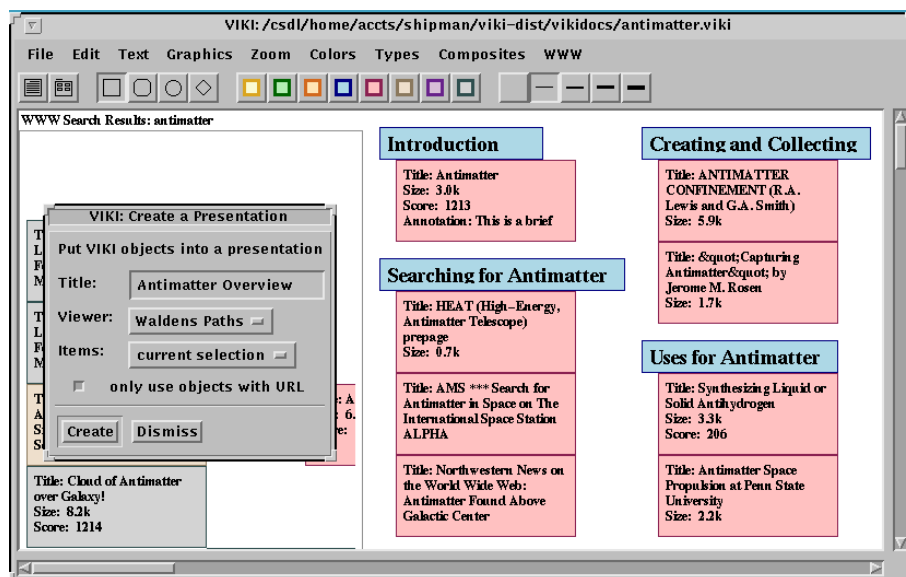 VIKI: /csdl/home/accts/shipman/viki-dist/vikidocs/antimatter.viki
File Edit Text Graphics Zoom Colors Types Composites WWW
WWW Search Results: antimatter
VIKI: Create a Presentation
Put VIKI objects into a presentation
Title: Antimatter Overview
Viewer: Waldens Paths
Items: current selection
only use objects with URL
Create Dismiss
Title: Cloud of Antimatter
over Galaxy!
Size: 8.2k
Score: 1214
Introduction
Title: Antimatter
Size: 3.0k
Score: 1213
Annotation: This is a brief
Searching for Antimatter
Title: HEAT (High-Energy,
Antimatter Telescope)
prepage
Size: 0.7k
Title: AMS *** Search for
Antimatter in Space on The
International Space Station
ALPHA
Title: Northwestern News on
the World Wide Web:
Antimatter Found Above
Galactic Center
Creating and Collecting
Title: ANTIMATTER
CONFINEMENT (R.A.
Lewis and G.A. Smith)
Size: 5.9k
Title: &quot;Capturing
Antimatter&quot; by
Jerome M. Rosen
Size: 1.7k
Uses for Antimatter
Title: Synthesizing Liquid or
Solid Antihydrogen
Size: 3.3k
Score: 206
Title: Antimatter Space
Propulsion at Penn State
University
Size: 2.2k